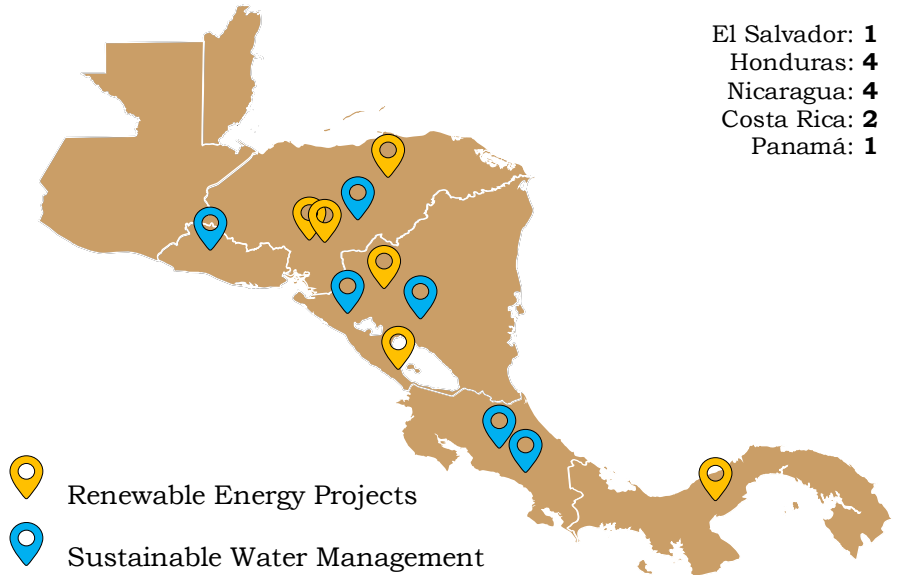 El Salvador: 1
Honduras: 4
Nicaragua: 4
Costa Rica: 2
Panamá: 1
Renewable Energy Projects
Sustainable Water Management